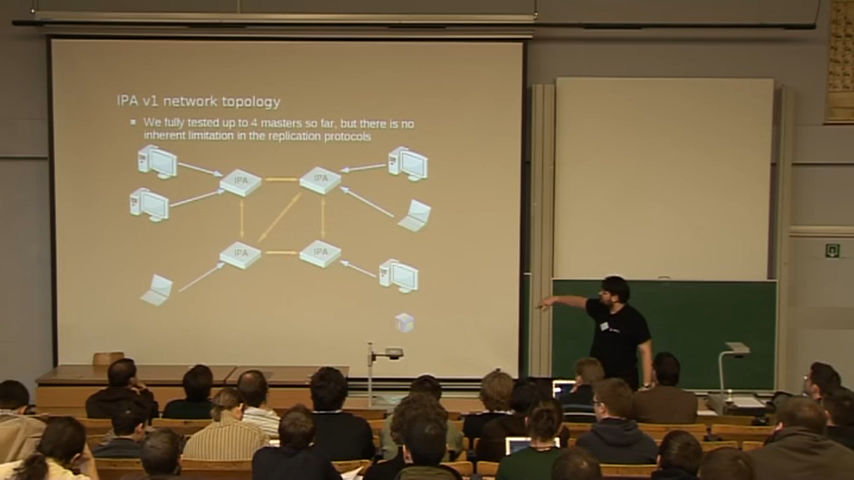 IPA v1 network topology
We fully tested up to 4 masters so far, but there is no
inherent limitation in the replication protocols
IPA
IPA
IPA
IPA